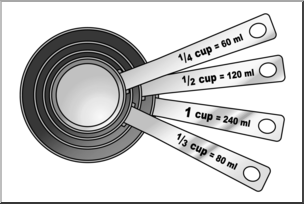 1/4 cup = 60 ml
1/2 cup = 120 ml
1 cup = 240 ml
1/3 cup = 80 ml